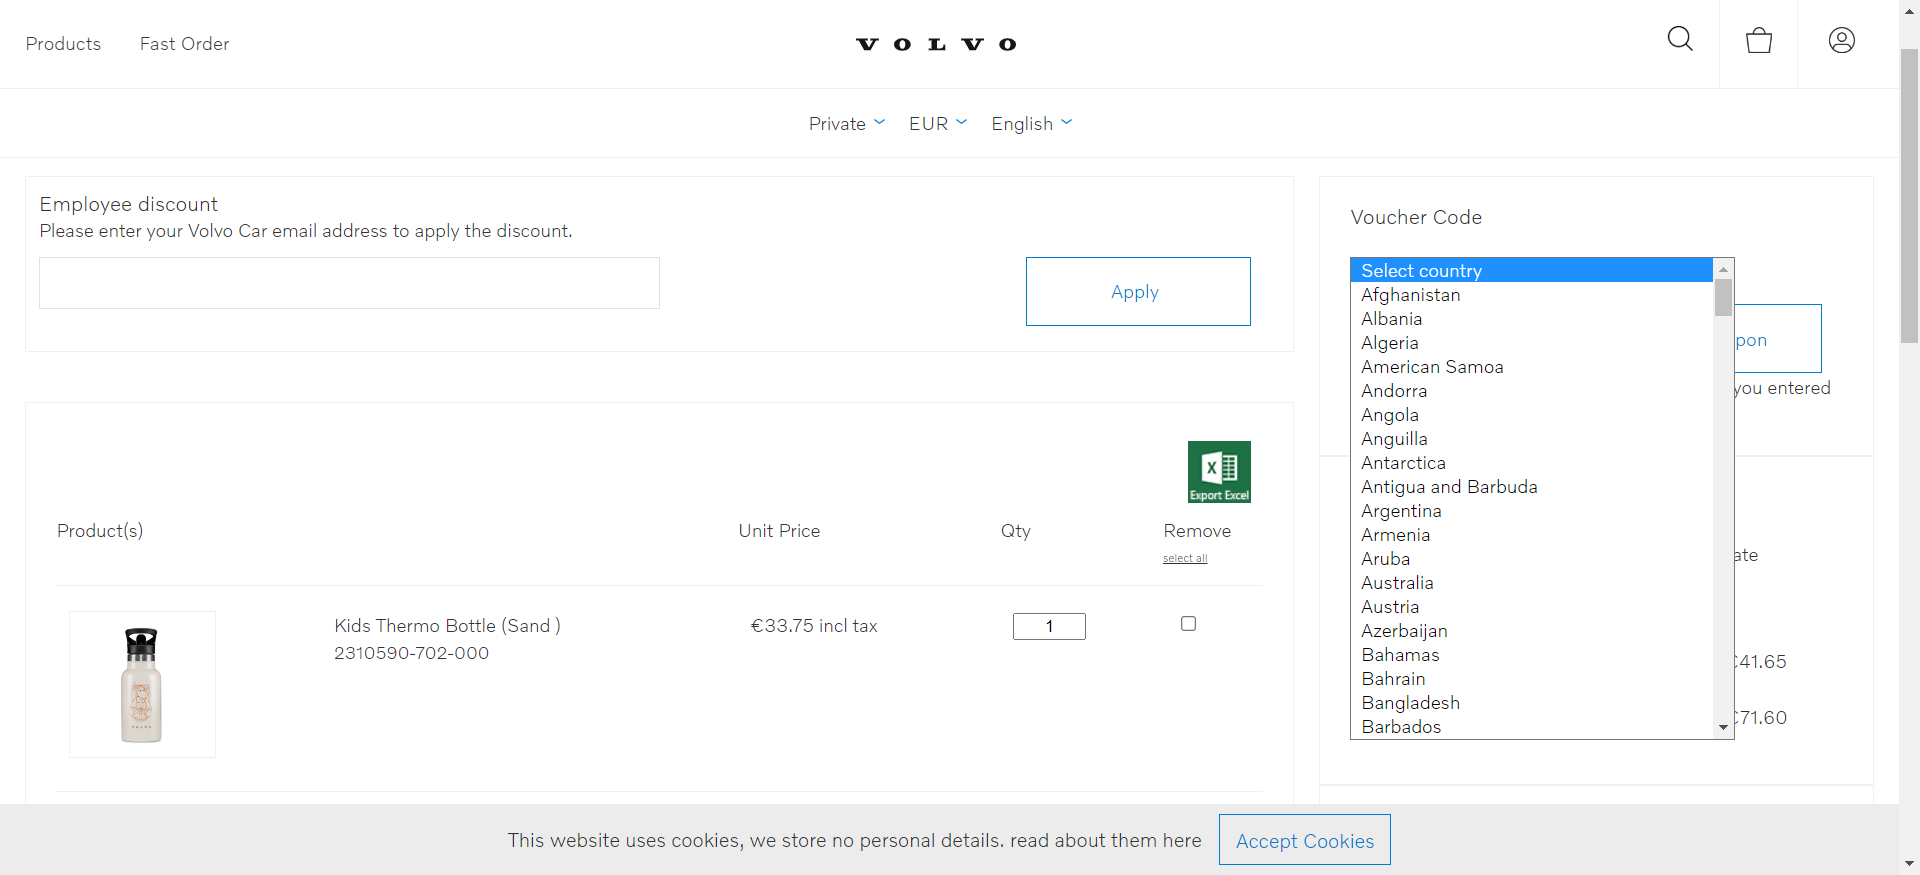 Products
Fast Order
VOLVO
Private
EUR
English
Employee discount
Please enter your Volvo Car email address to apply the discount.
Apply
Voucher Code
Select country
Afghanistan
Albania
Algeria
American Samoa
Andorra
Angola
Anguilla
Antarctica
Antigua and Barbuda
Argentina
Armenia
Aruba
Australia
Austria
Azerbaijan
Bahamas
Bahrain
Bangladesh
Barbados
pon
you entered
ate
€41.65
€71.60
Export Excel
Product(s)
Unit Price
Qty
Remove
select all
Kids Thermo Bottle (Sand )
2310590-702-000
€33.75 incl tax
1
This website uses cookies, we store no personal details. read about them here
Accept Cookies